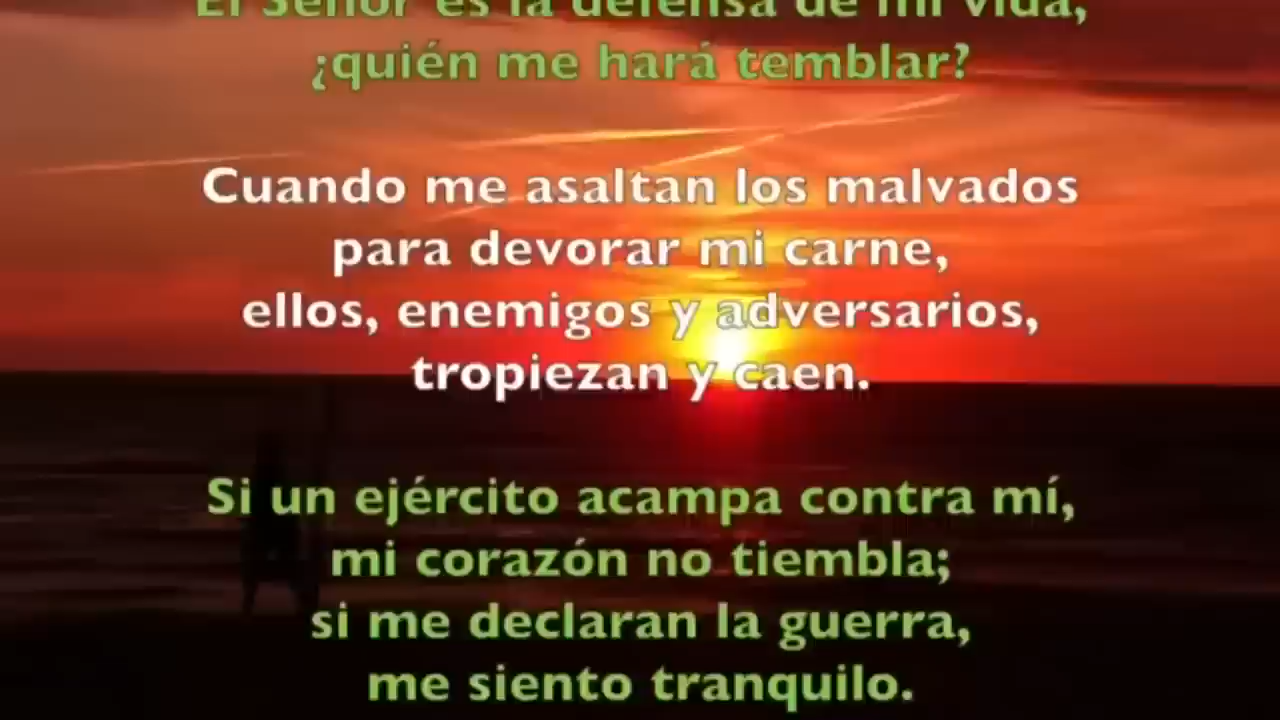 El Señor es la defensa de mi vida,
¿quién me hará temblar?
Cuando me asaltan los malvados
para devorar mi carne,
ellos, enemigos y adversarios,
tropiezan y caen.
Si un ejército acampa contra mí,
mi corazón no tiembla;
si me declaran la guerra,
me siento tranquilo.